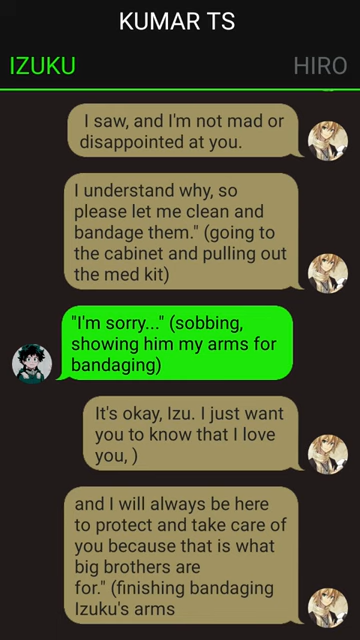 KUMAR TS
IZUKU
HIRO
I saw, and I'm not mad or
disappointed at you.
I understand why, so
please let me clean and
bandage them." (going to
the cabinet and pulling out
the med kit)
"I'm sorry..." (sobbing,
showing him my arms for
bandaging)
It's okay, Izu. I just want
you to know that I love
you, )
and I will always be here
to protect and take care of
you because that is what
big brothers are
for." (finishing bandaging
Izuku's arms